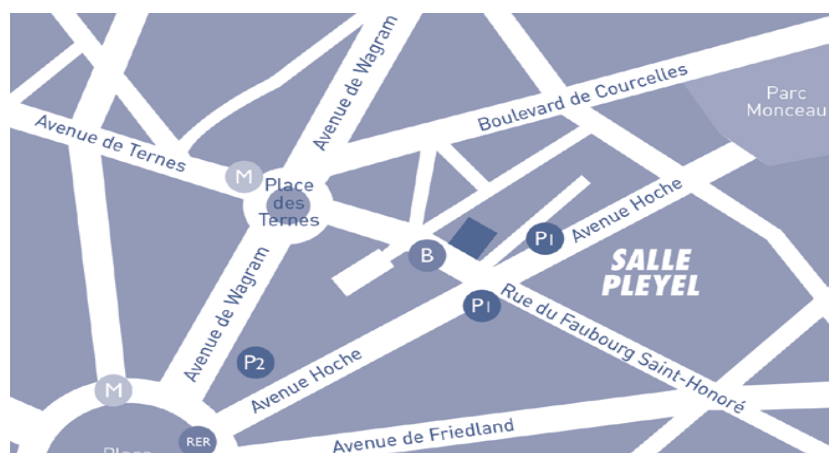 Avenue de Wagram
Boulevard de Courcelles
Parc
Monceau
Avenue de Ternes
M
Place
des
Ternes
Avenue Hoche
P1
B
SALLE
PLEYEL
P1
Rue du Faubourg Saint-Honoré
Avenue de Wagram
P2
Avenue Hoche
M
RER
Avenue de Friedland
Place